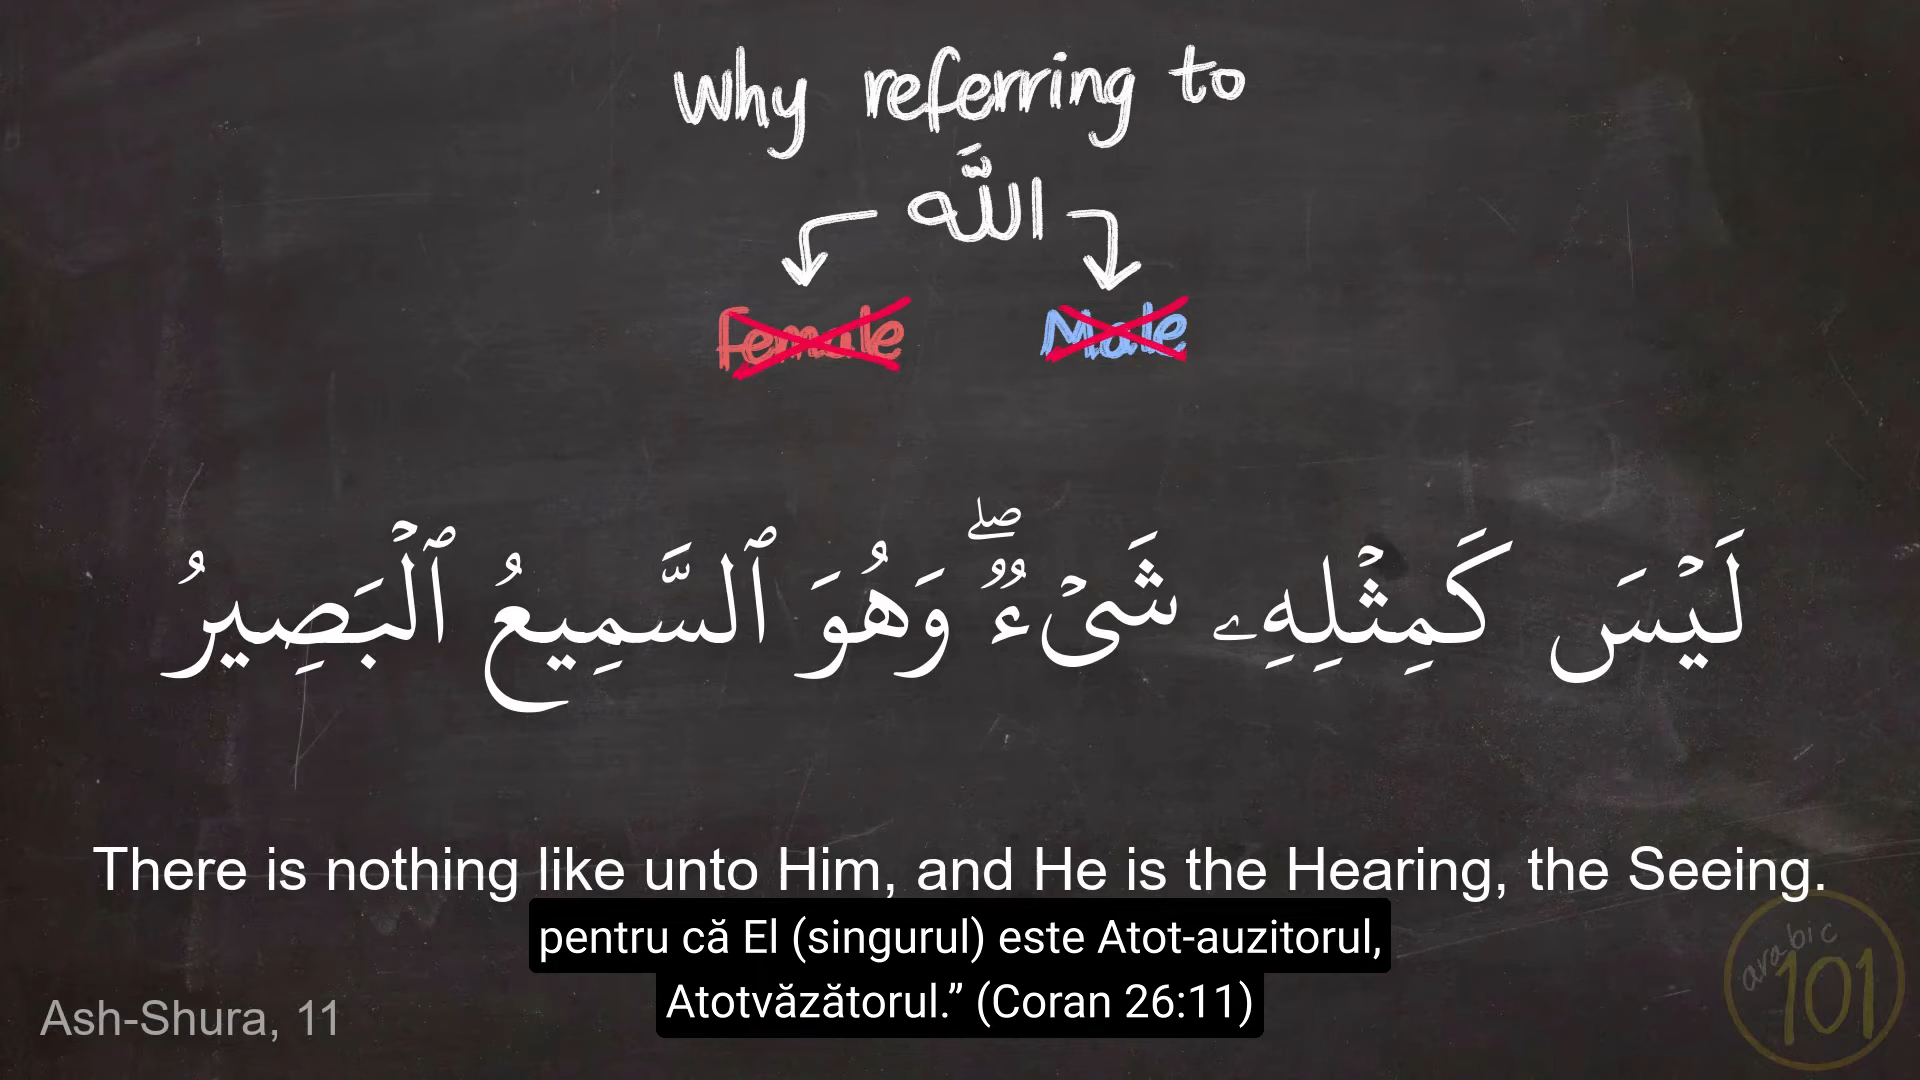 Why referring to
اللَّه
Female Male
لَيْسَ كَمِثْلِهِۦ شَىْءٌۭ ۖ وَهُوَ ٱلسَّمِيعُ ٱلْبَصِيرُ
There is nothing like unto Him, and He is the Hearing, the Seeing.
pentru că El (singurul) este Atot-auzitorul,
Atotvăzătorul.” (Coran 26:11)
Ash-Shura, 11
arabic
101